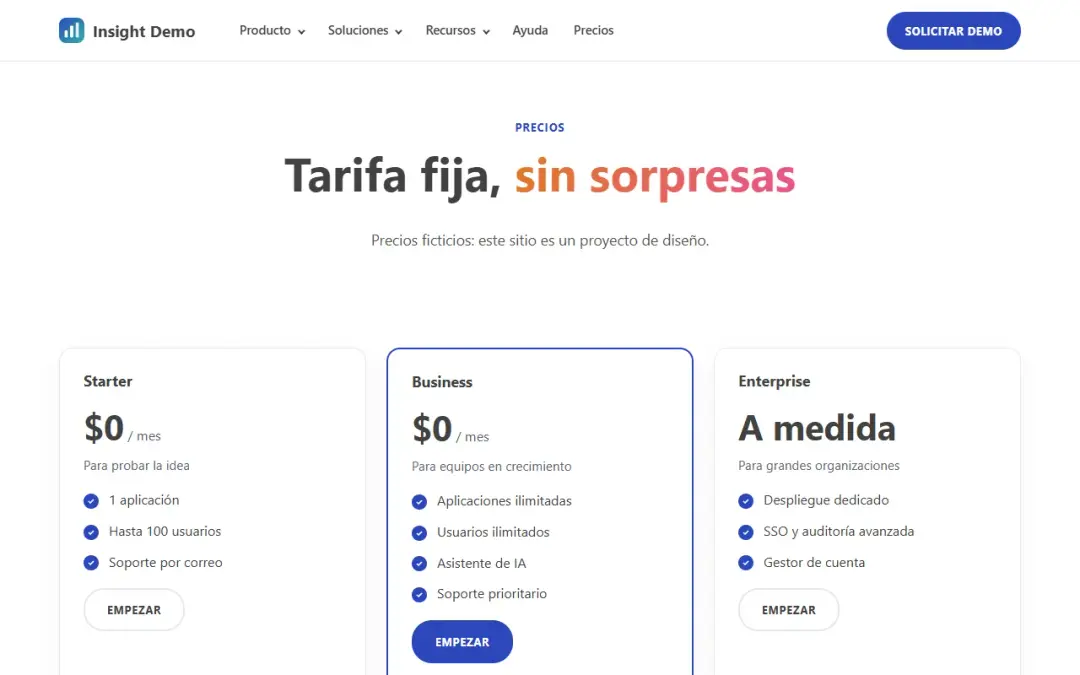 Insight Demo
Producto
Soluciones
Recursos
Ayuda
Precios
SOLICITAR DEMO
PRECIOS
Tarifa fija, sin sorpresas
Precios ficticios: este sitio es un proyecto de diseño.
Starter
$0 / mes
Para probar la idea
1 aplicación
Hasta 100 usuarios
Soporte por correo
EMPEZAR
Business
$0 / mes
Para equipos en crecimiento
Aplicaciones ilimitadas
Usuarios ilimitados
Asistente de IA
Soporte prioritario
EMPEZAR
Enterprise
A medida
Para grandes organizaciones
Despliegue dedicado
SSO y auditoría avanzada
Gestor de cuenta
EMPEZAR